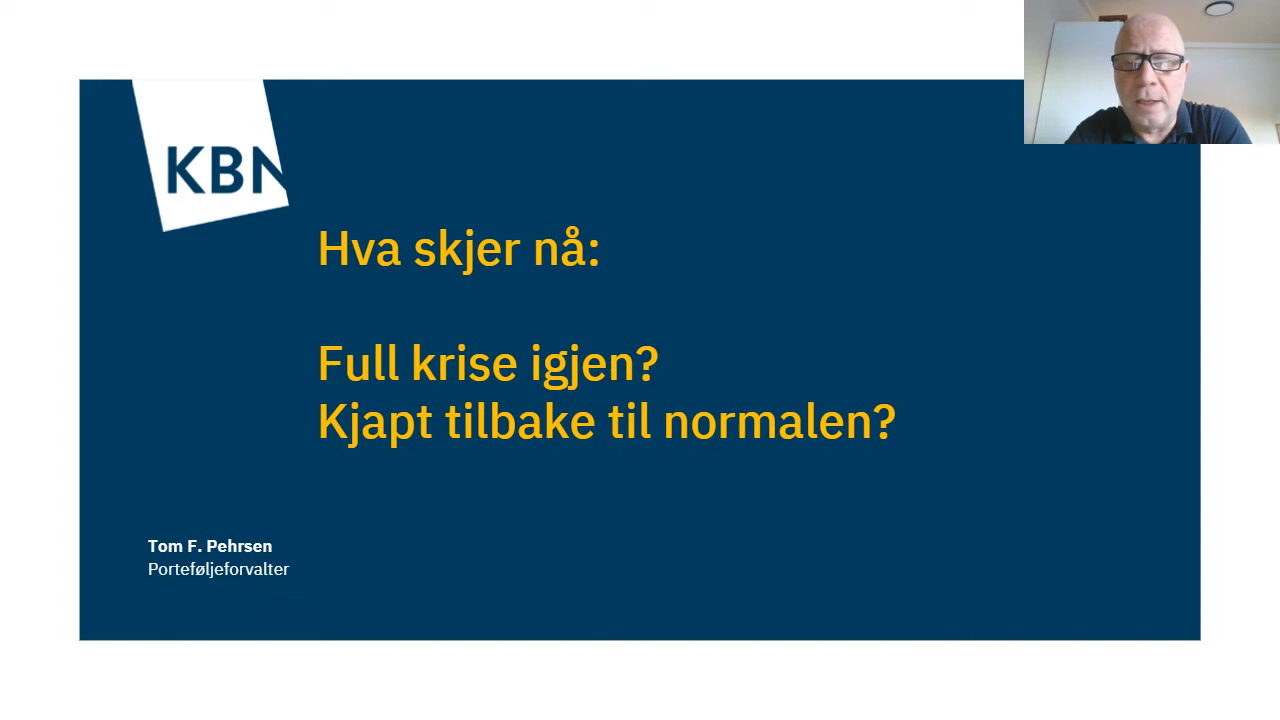 KBN
Hva skjer nå:
Full krise igjen?
Kjapt tilbake til normalen?
Tom F. Pehrsen
Porteføljeforvalter